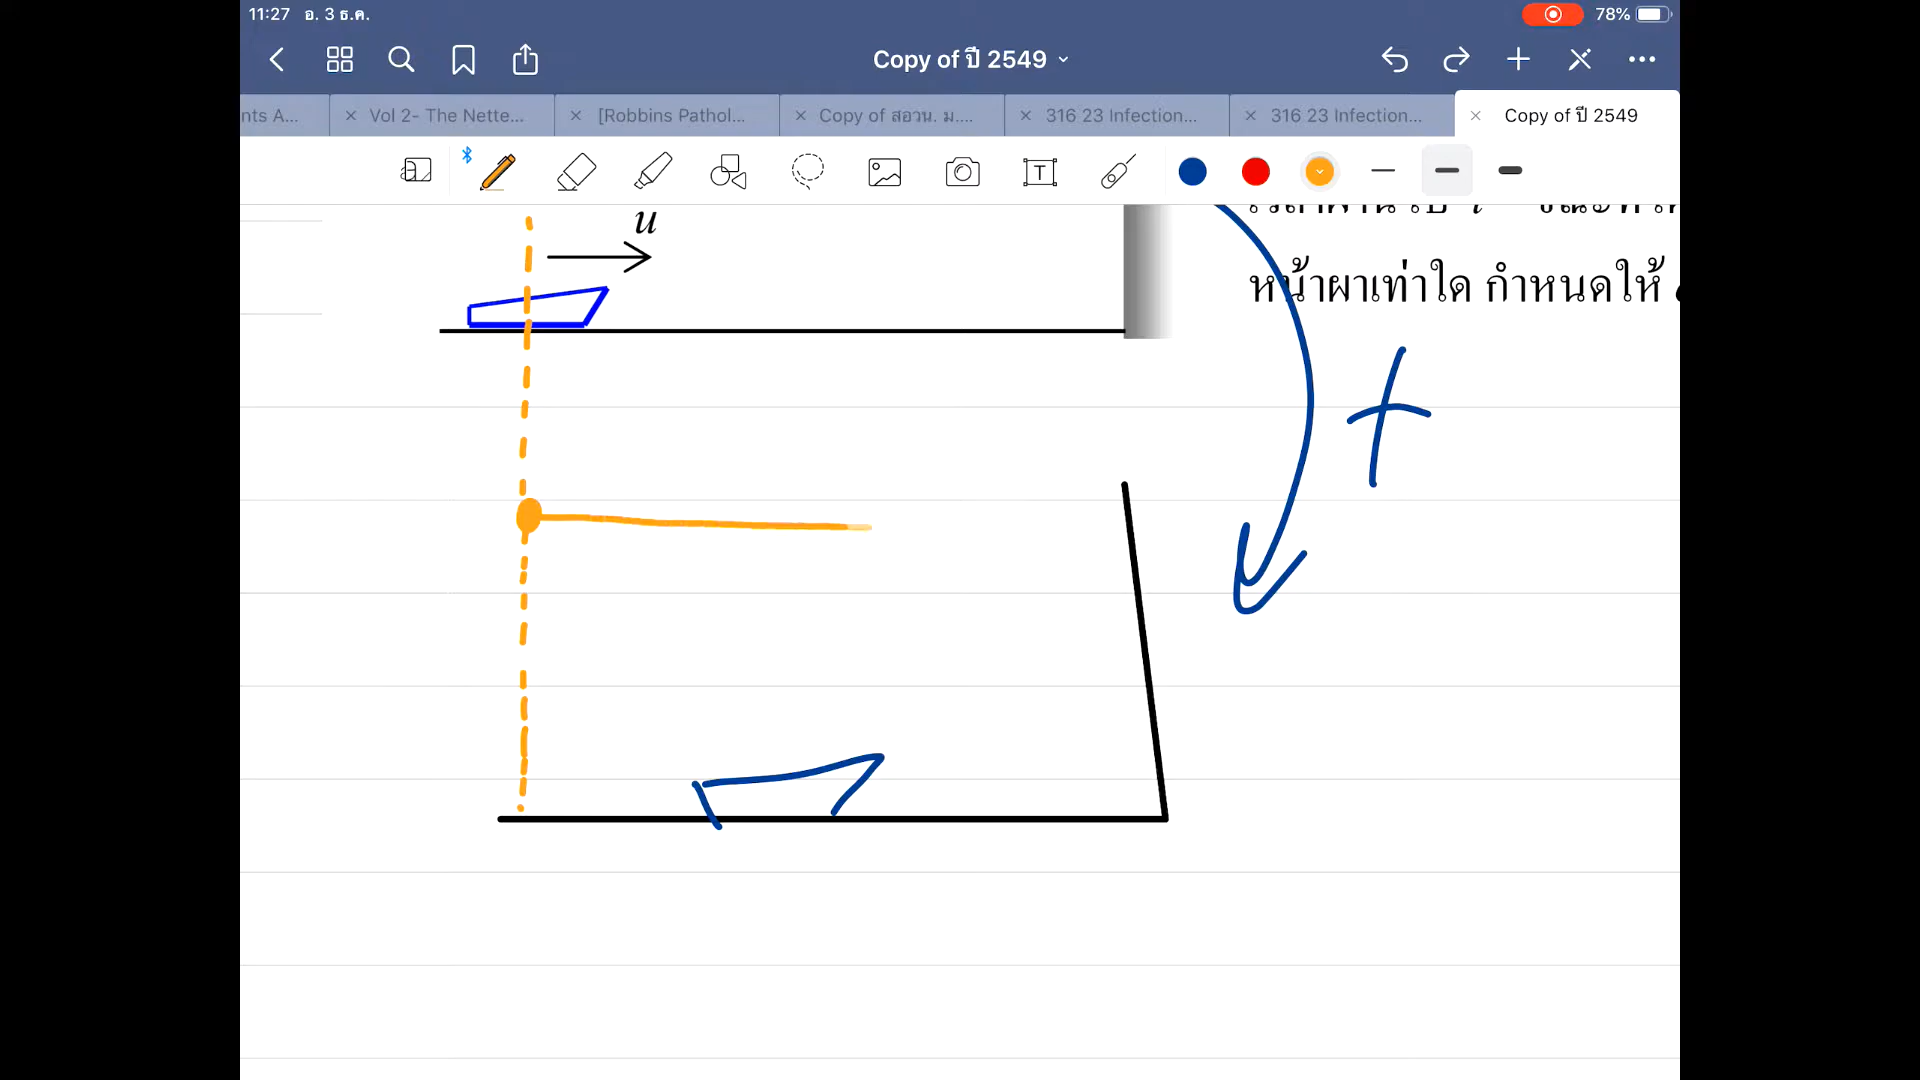 11:27 อ. 3 ธ.ค.
78%
Copy of ปี 2549
nts A...
Vol 2- The Nette...
[Robbins Pathol...
Copy of สอวน. ม....
316 23 Infection...
316 23 Infection...
Copy of ปี 2549
T
u
หน้าผาเท่าใด กำหนดให้
t